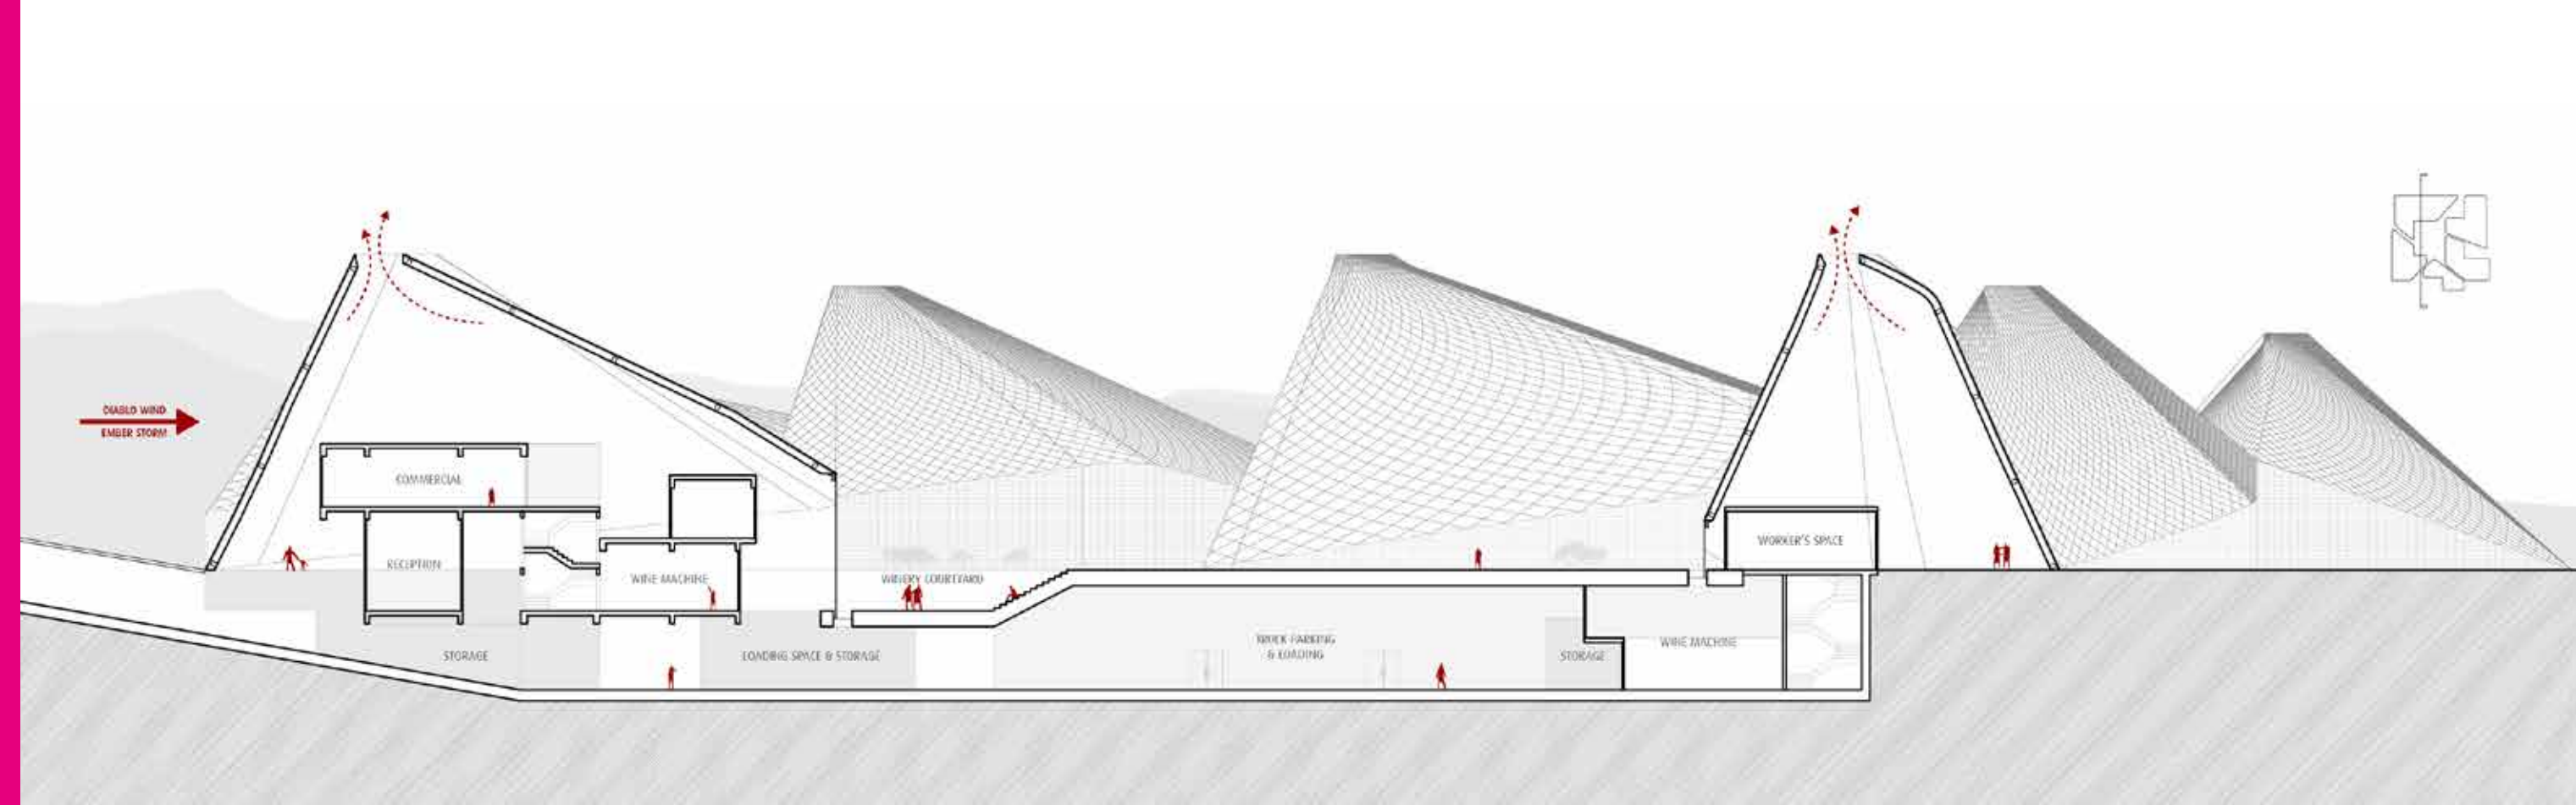 DIABLO WIND
EMBER STORM
COMMERCIAL
RECEPTION
WINE MACHINE
WINERY COURTYARD
STORAGE
LOADING SPACE & STORAGE
TRUCK PARKING
& LOADING
STORAGE
WINE MACHINE
WORKER'S SPACE